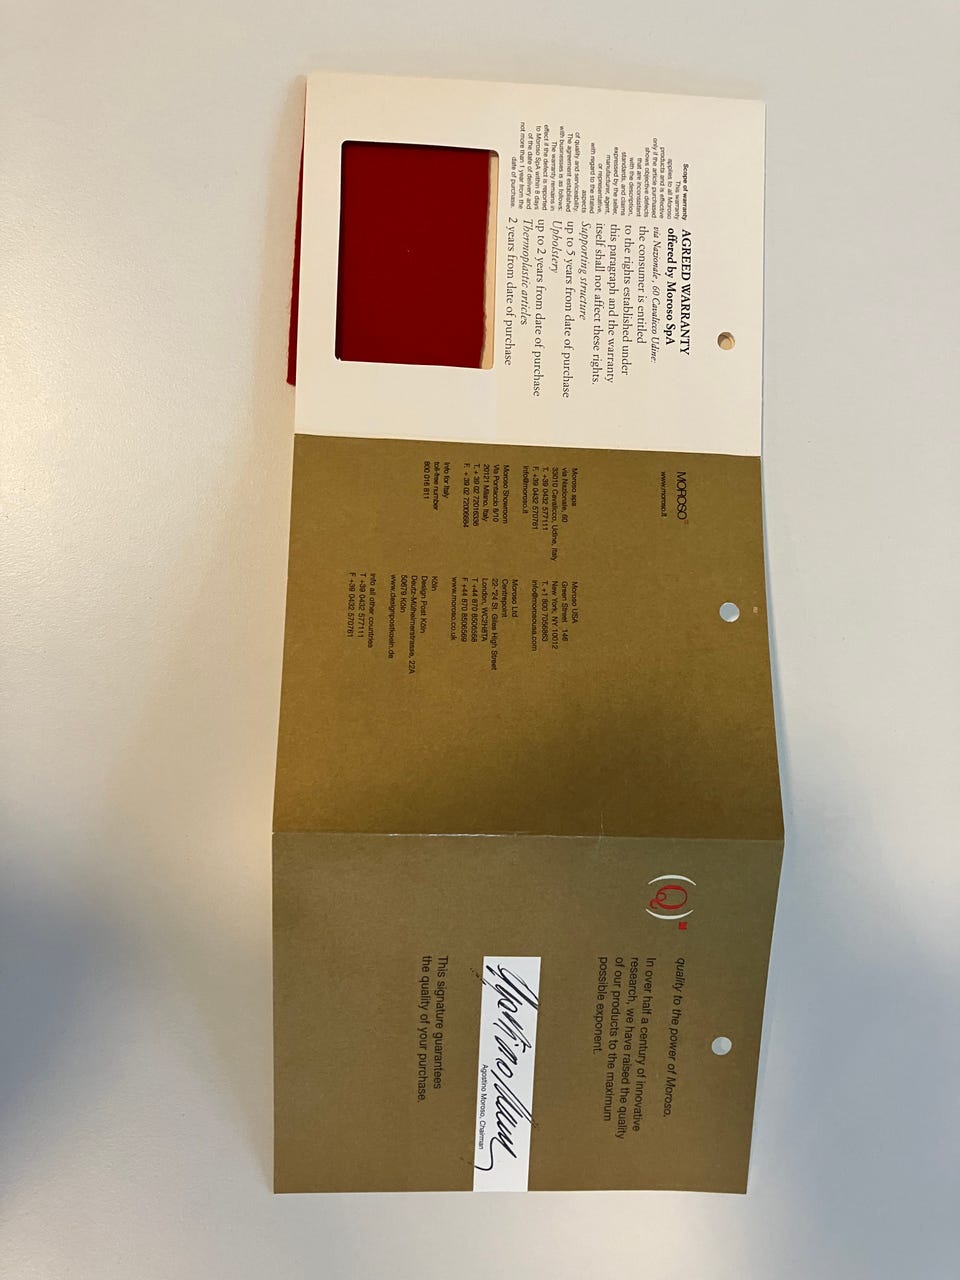 Scope of warranty
This warranty
applies to all Moroso
products and is effective
only if the article purchased
shows objective defects
that are inconsistent
with the description,
standards, and claims
expressed by the seller,
manufacturer, agent,
or representative,
with regard to the stated
aspects
of quality and serviceability.
The agreement established
with businesses is as follows:
The warranty remains in
effect if the defect is reported
to Moroso SpA within 8 days
of the date of delivery and
not more than 1 year from the
date of purchase.
AGREED WARRANTY
offered by Moroso SpA
via Nazionale, 60 Cavalicco Udine:
the consumer is entitled
to the rights established under
this paragraph and the warranty
itself shall not affect these rights.
Supporting structure
up to 5 years from date of purchase
Upholstery
up to 2 years from date of purchase
Thermoplastic articles
2 years from date of purchase
MOROSO
www.moroso.it
Moroso spa
via Nazionale, 60
33010 Cavalicco, Udine, Italy
T. +39 0432 577111
F. +39 0432 570761
info@moroso.it
Moroso Showroom
Via Pontaccio 8/10
20121 Milano, Italy
T. + 39 02 72016336
F. + 39 02 72006684
Info for Italy
toll-free number
800 016 811
Moroso USA
Green Street 146
New York, NY 10012
T. +1 800 7056863
info@morosousa.com
Moroso Ltd
Centrepoint
22- "24 St. Giles High Street
London, WC2H8TA
T +44 870 8506568
F +44 870 8506569
www.moroso.co.uk
Köln
Design Post Köln
Deutz-Mülheimerstrasse, 22A
50679 Köln
www.designpostkoeln.de
Info all other countries
T +39 0432 577111
F +39 0432 570761
(Q)
quality to the power of Moroso.
In over half a century of innovative
research, we have raised the quality
of our products to the maximum
possible exponent.
Agostino Moroso, Chairman
This signature guarantees
the quality of your purchase.